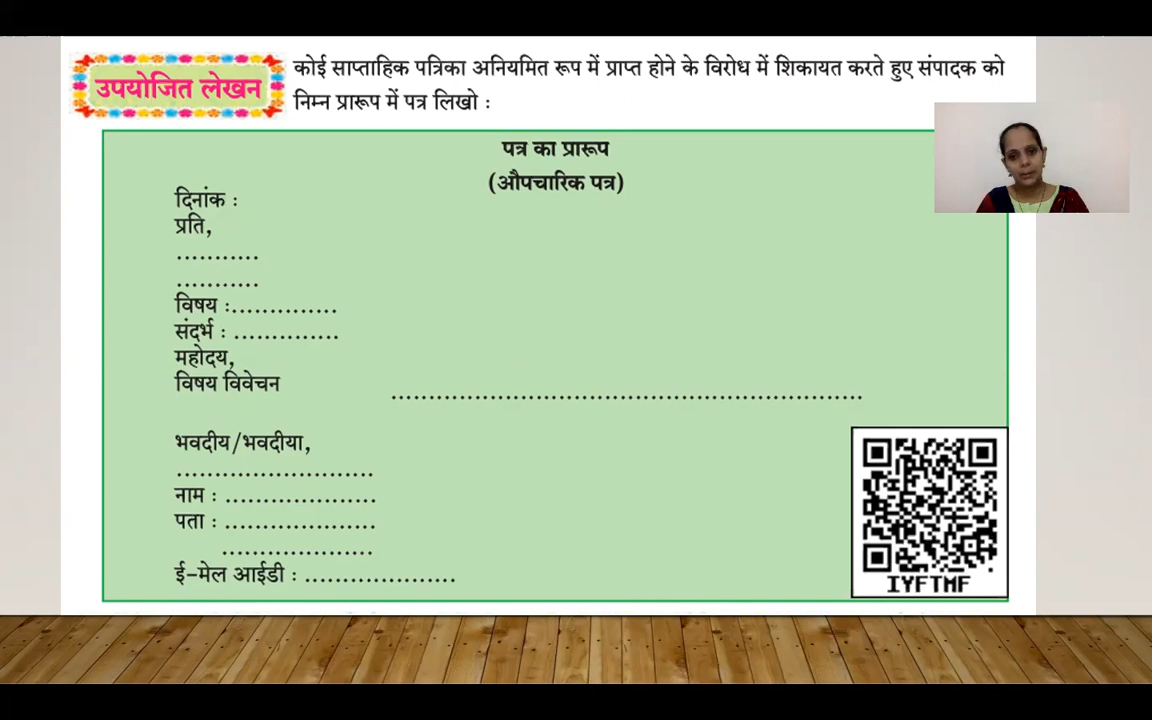 उपयोजित लेखन
कोई साप्ताहिक पत्रिका अनियमित रूप में प्राप्त होने के विरोध में शिकायत करते हुए संपादक को
निम्न प्रारूप में पत्र लिखो :
पत्र का प्रारूप
(औपचारिक पत्र)
दिनांक :
प्रति,
...........
...........
विषय :..............
संदर्भ : ..............
महोदय,
विषय विवेचन
..............................................................
भवदीय/भवदीया,
..........................
नाम : ....................
पता : ....................
....................
ई-मेल आईडी : ....................
IYFTMF